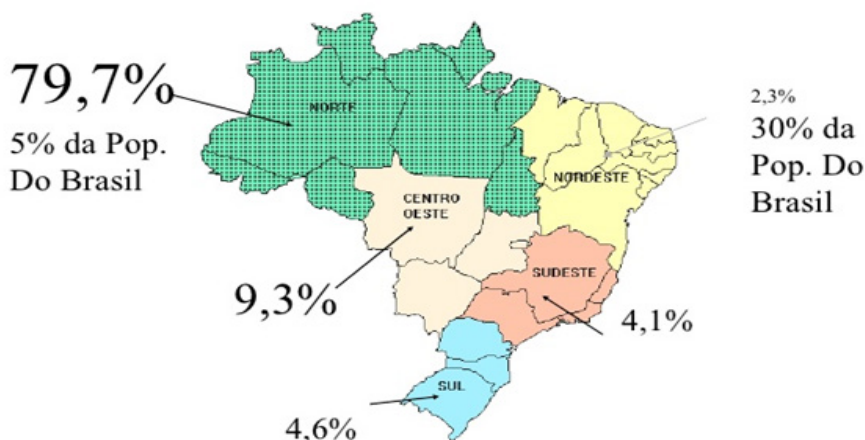 79,7%
5% da Pop.
Do Brasil
NORTE
2,3%
30% da
Pop. Do
Brasil
NORDESTE
CENTRO
OESTE
9,3%
SUDESTE
4,1%
SUL
4,6%